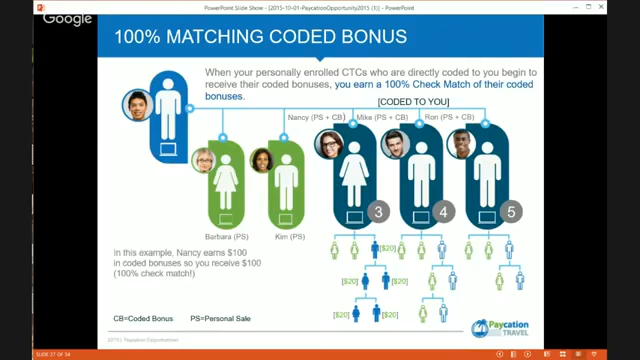 PowerPoint Slide Show - [2015-10-01-PaycationOpportunity2015 (1)] - PowerPoint
Google
100% MATCHING CODED BONUS
When your personally enrolled CTCs who are directly coded to you begin to
receive their coded bonuses, you earn a 100% Check Match of their coded
bonuses.
[CODED TO YOU]
Nancy (PS + CB) Mike (PS + CB) Ron (PS + CB)
3 4 5
Barbara (PS) Kim (PS)
[$20]
[$20] [$20]
[$20] [$20]
in this example, Nancy earns $100
in coded bonuses so you receive $100
(100% check match!)
CB=Coded Bonus PS=Personal Sale
Paycation
TRAVEL
SLIDE 27 OF 54